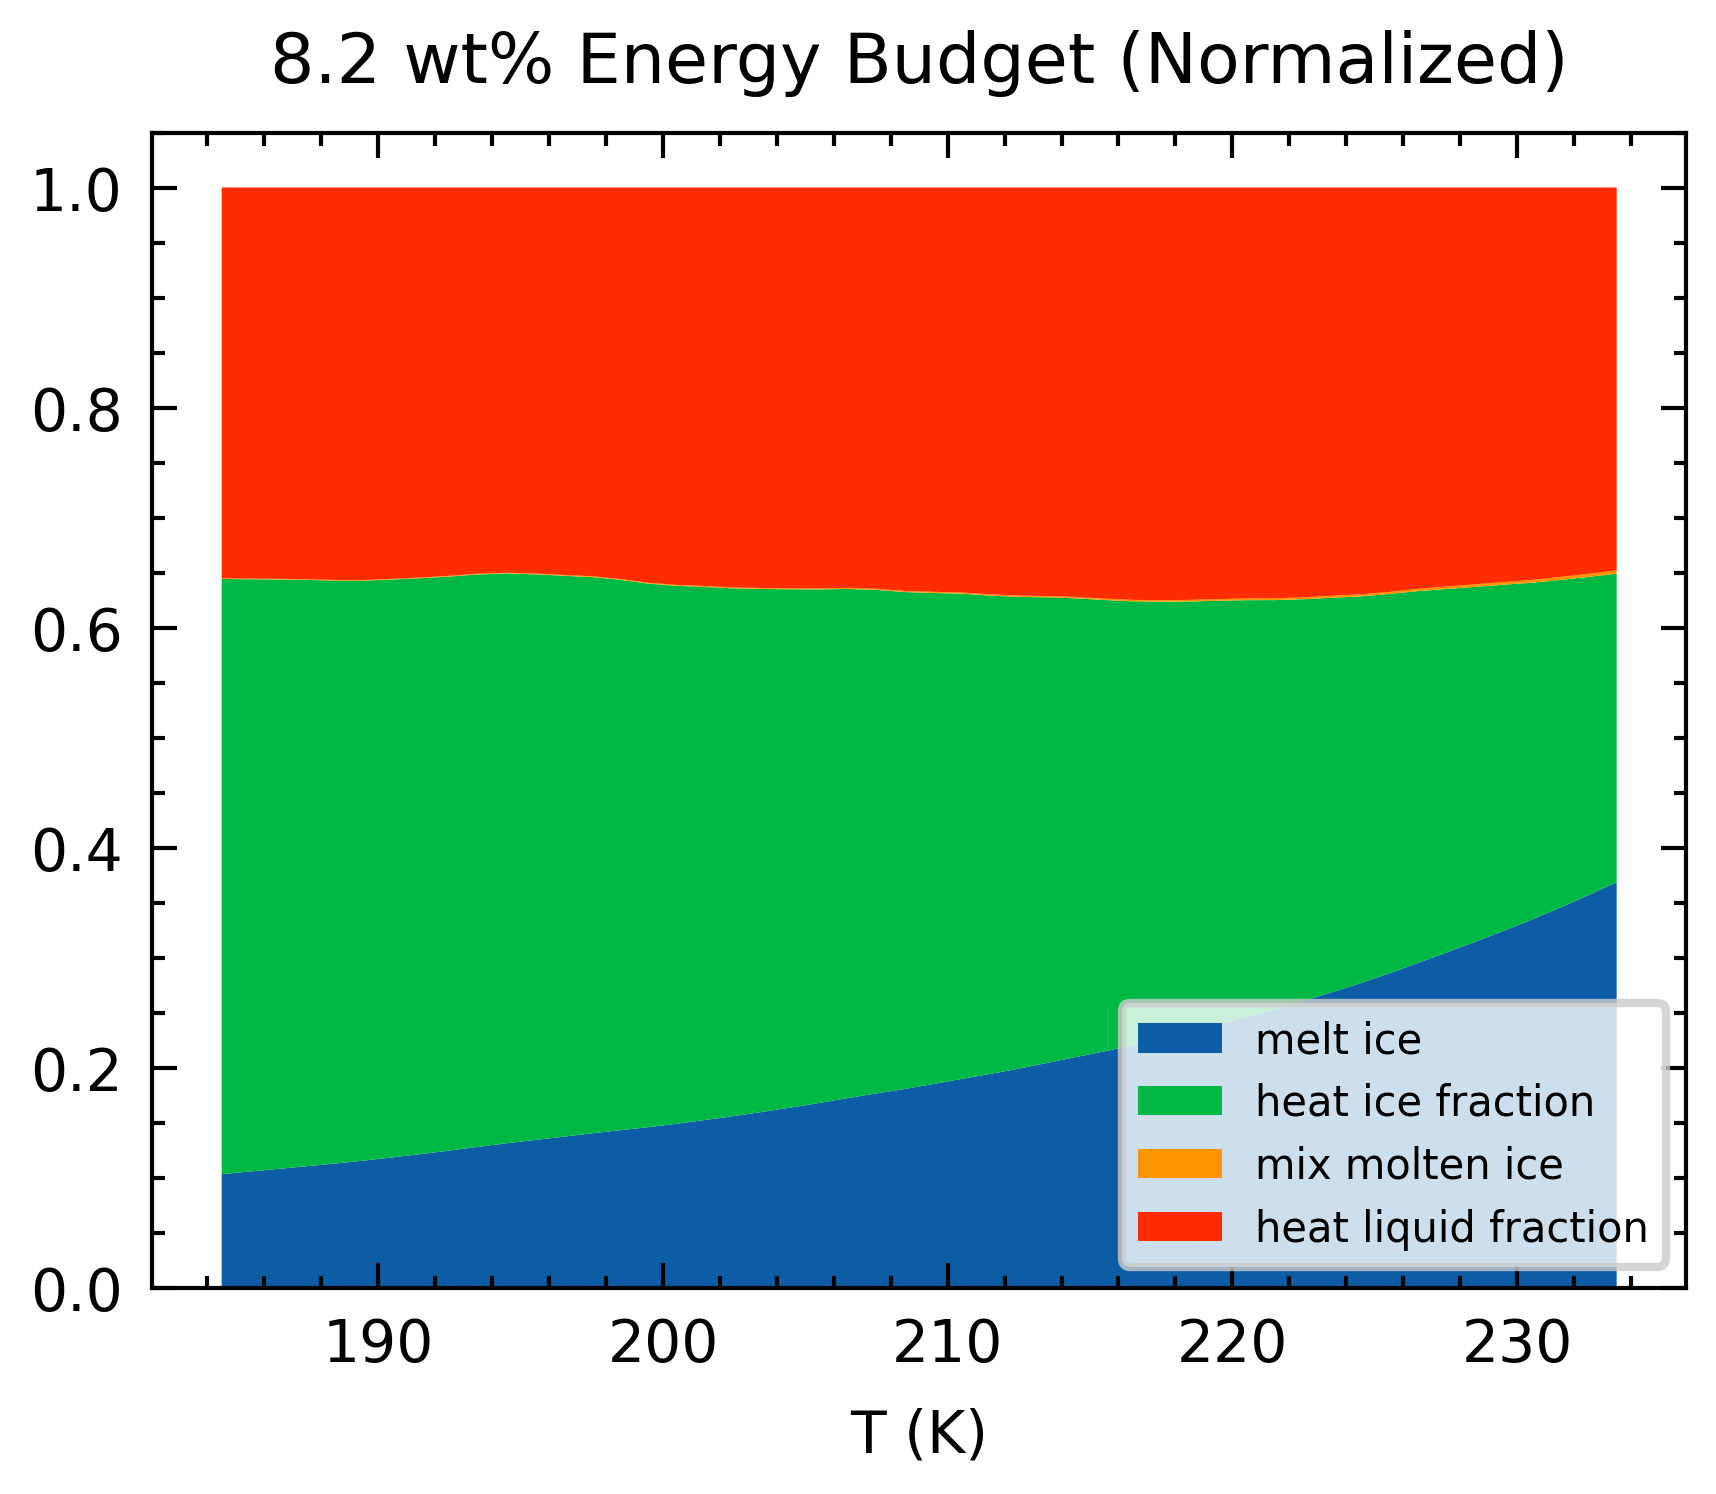 8.2 wt% Energy Budget (Normalized)
1.0
0.8
0.6
0.4
0.2
0.0
melt ice
heat ice fraction
mix molten ice
heat liquid fraction
190 200 210 220 230
T (K)